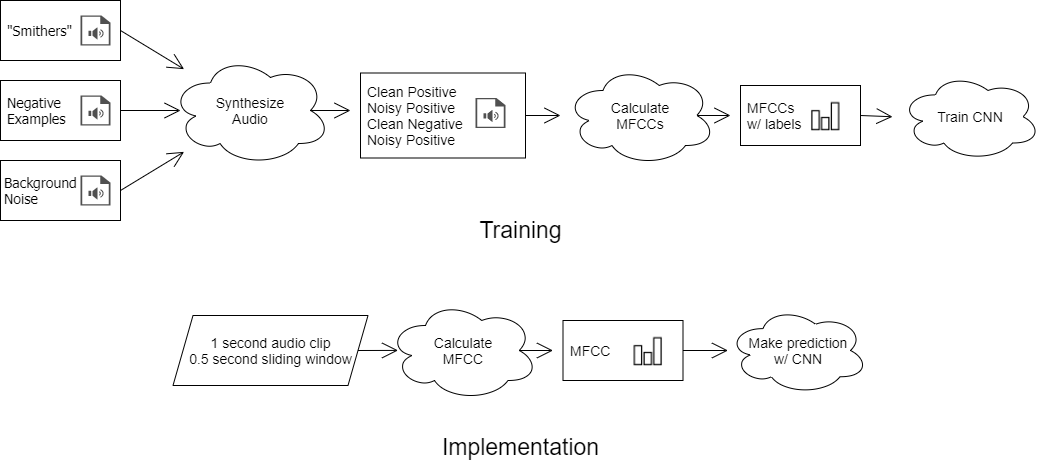 "Smithers"
Negative
Examples
Background
Noise
Synthesize
Audio
Clean Positive
Noisy Positive
Clean Negative
Noisy Positive
Calculate
MFCCs
MFCCs
w/ labels
Train CNN
Training
1 second audio clip
0.5 second sliding window
Calculate
MFCC
MFCC
Make prediction
w/ CNN
Implementation